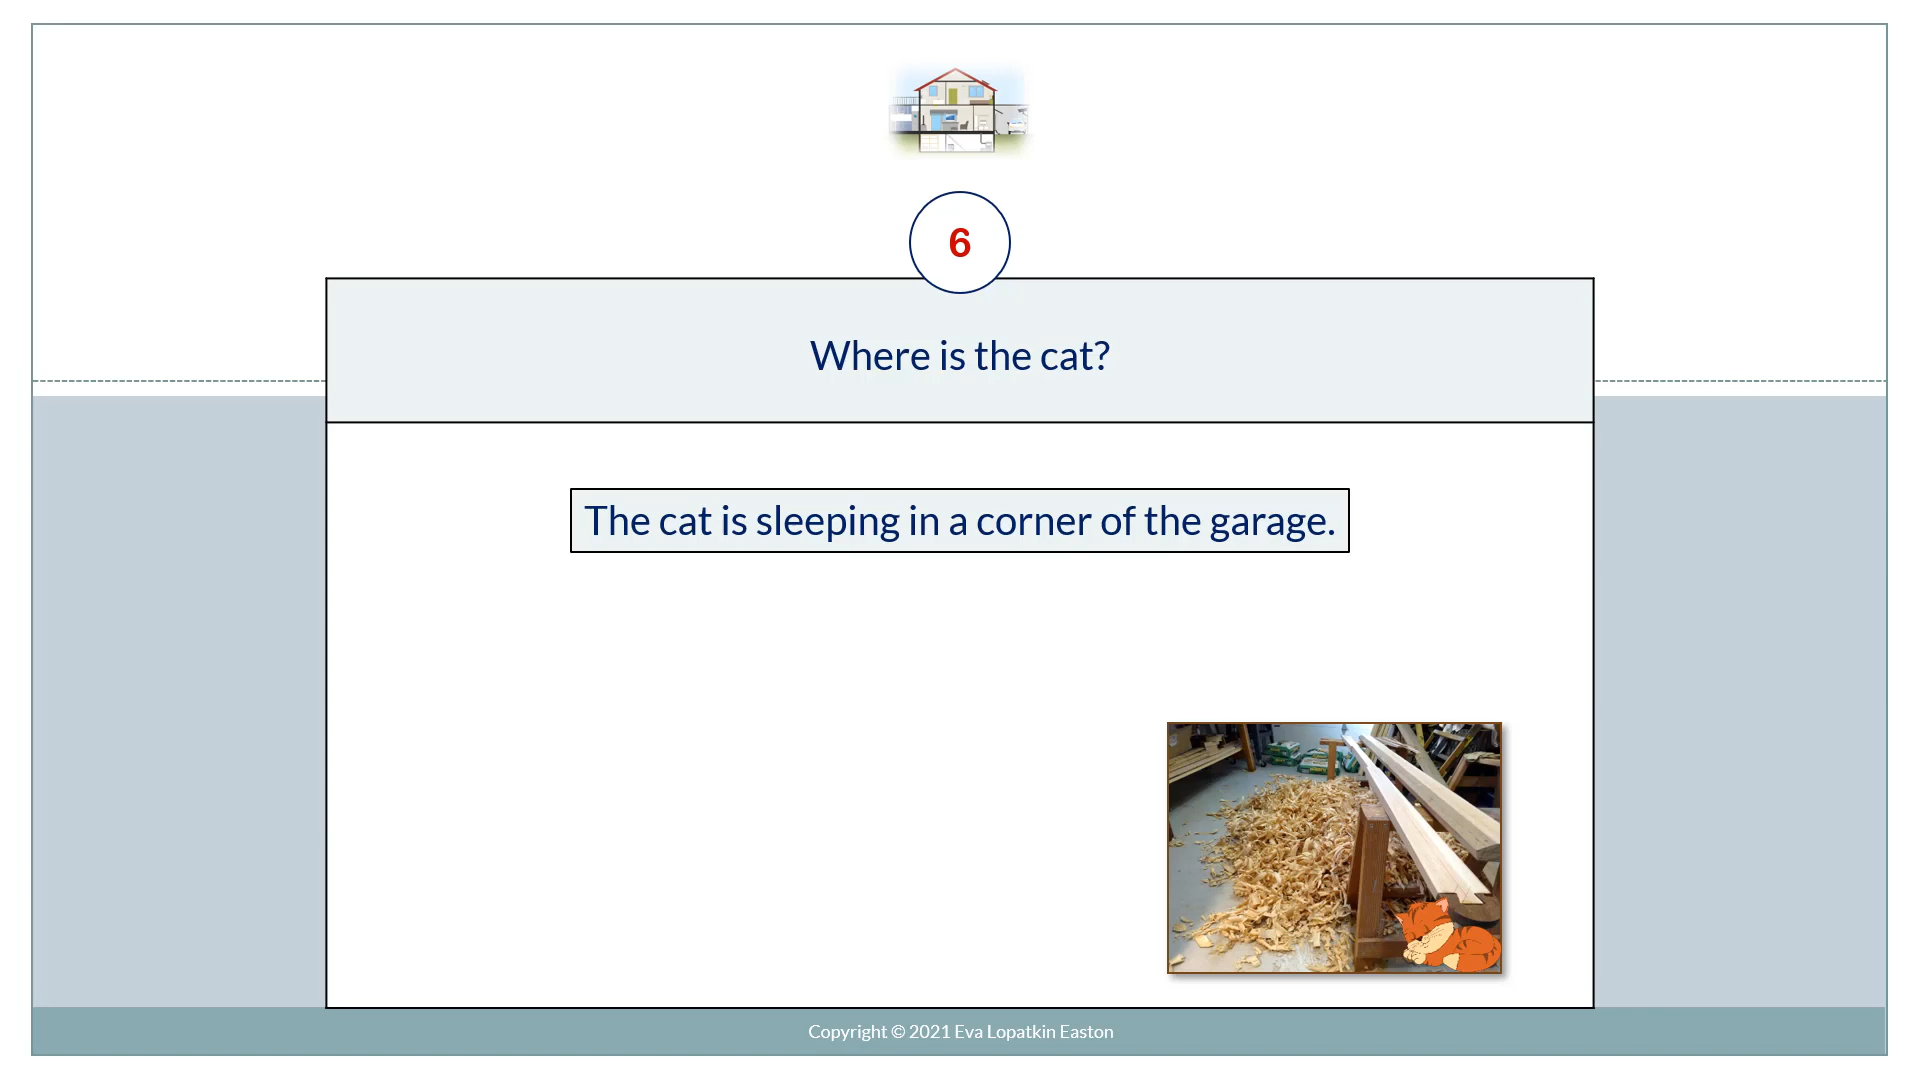 6
Where is the cat?
The cat is sleeping in a corner of the garage.
Copyright © 2021 Eva Lopatkin Easton